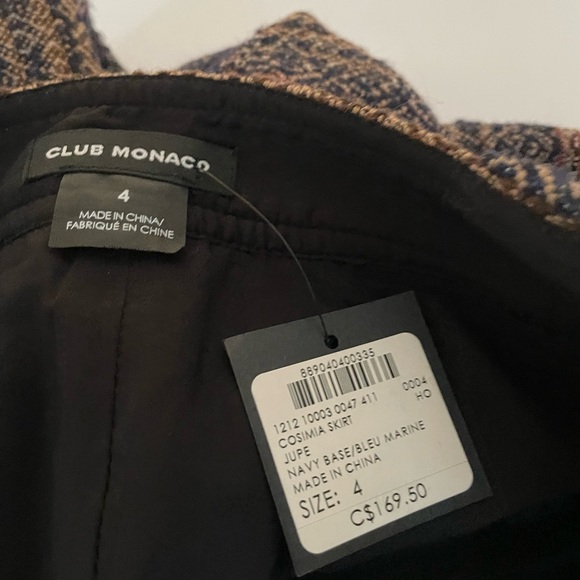 CLUB MONACO
4
MADE IN CHINA/
FABRIQUÉ EN CHINE
889040400335
1212 10003 0047 411 0004
COSIMIA SKIRT HO
JUPE
NAVY BASE/BLEU MARINE
MADE IN CHINA
SIZE: 4
C$169.50